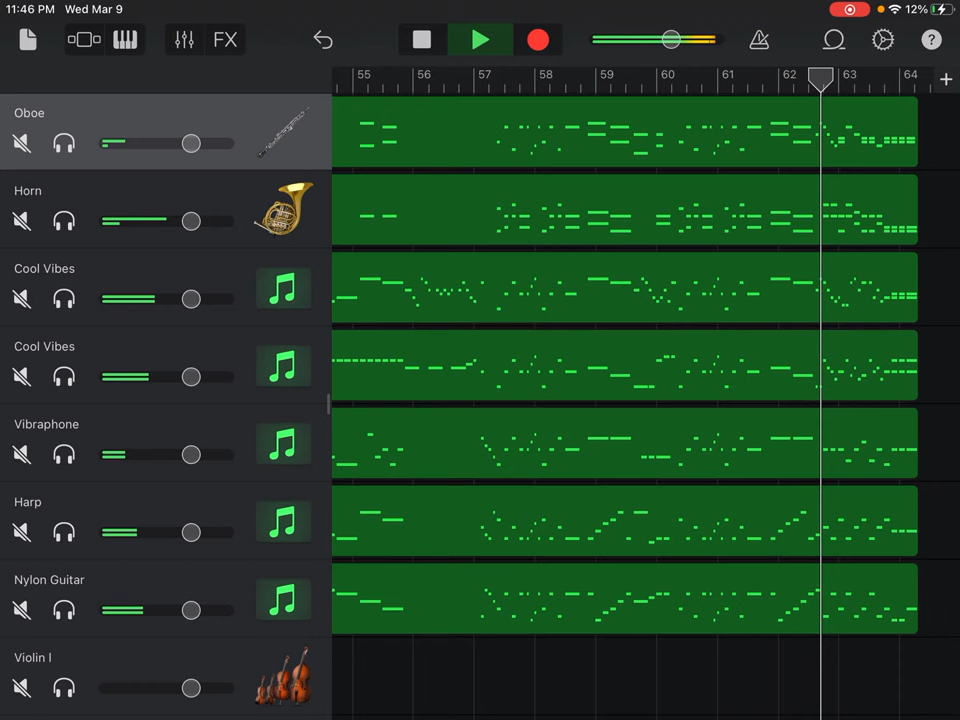 11:46 PM Wed Mar 9
12%
FX
?
55 56 57 58 59 60 61 62 63 64 +
Oboe
Horn
Cool Vibes
Cool Vibes
Vibraphone
Harp
Nylon Guitar
Violin I